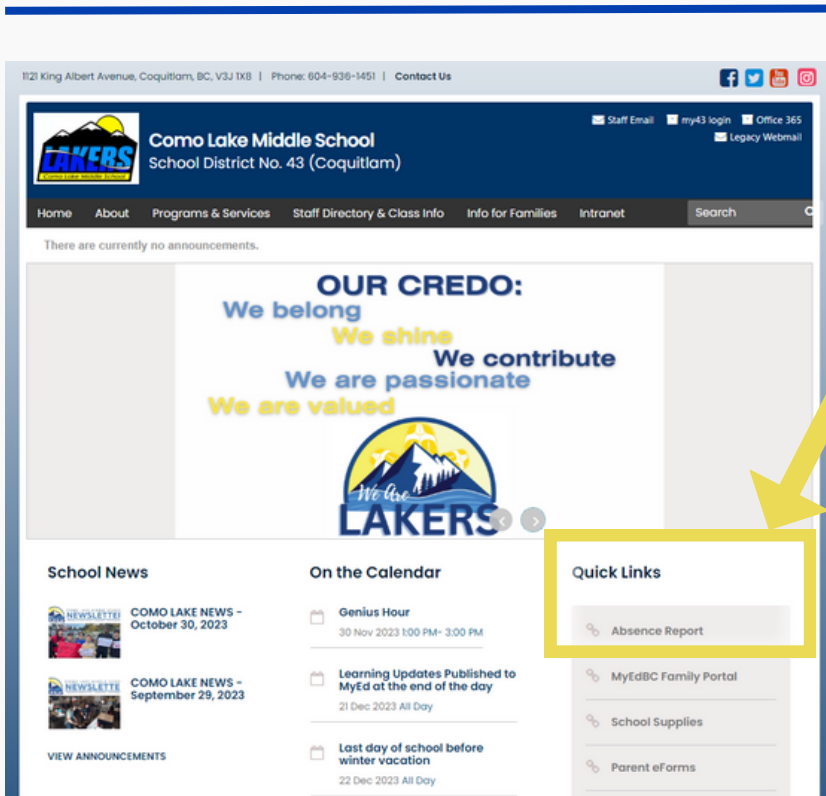 1121 King Albert Avenue, Coquitlam, BC, V3J 1X8 | Phone: 604-936-1451 | Contact Us
Staff Email my43 login Office 365
Legacy Webmail
LAKERS
Como Lake Middle School
Como Lake Middle School
School District No. 43 (Coquitlam)
Home About Programs & Services Staff Directory & Class Info Info for Families Intranet Search
There are currently no announcements.
OUR CREDO:
We belong
We shine
We contribute
We are passionate
We are valued
We Are
LAKERS
School News
NEWSLETTER
COMO LAKE NEWS -
October 30, 2023
NEWSLETTE
COMO LAKE NEWS -
September 29, 2023
VIEW ANNOUNCEMENTS
On the Calendar
Genius Hour
30 Nov 2023 1:00 PM- 3:00 PM
Learning Updates Published to
MyEd at the end of the day
21 Dec 2023 All Day
Last day of school before
winter vacation
22 Dec 2023 All Day
Quick Links
Absence Report
MyEdBC Family Portal
School Supplies
Parent eForms